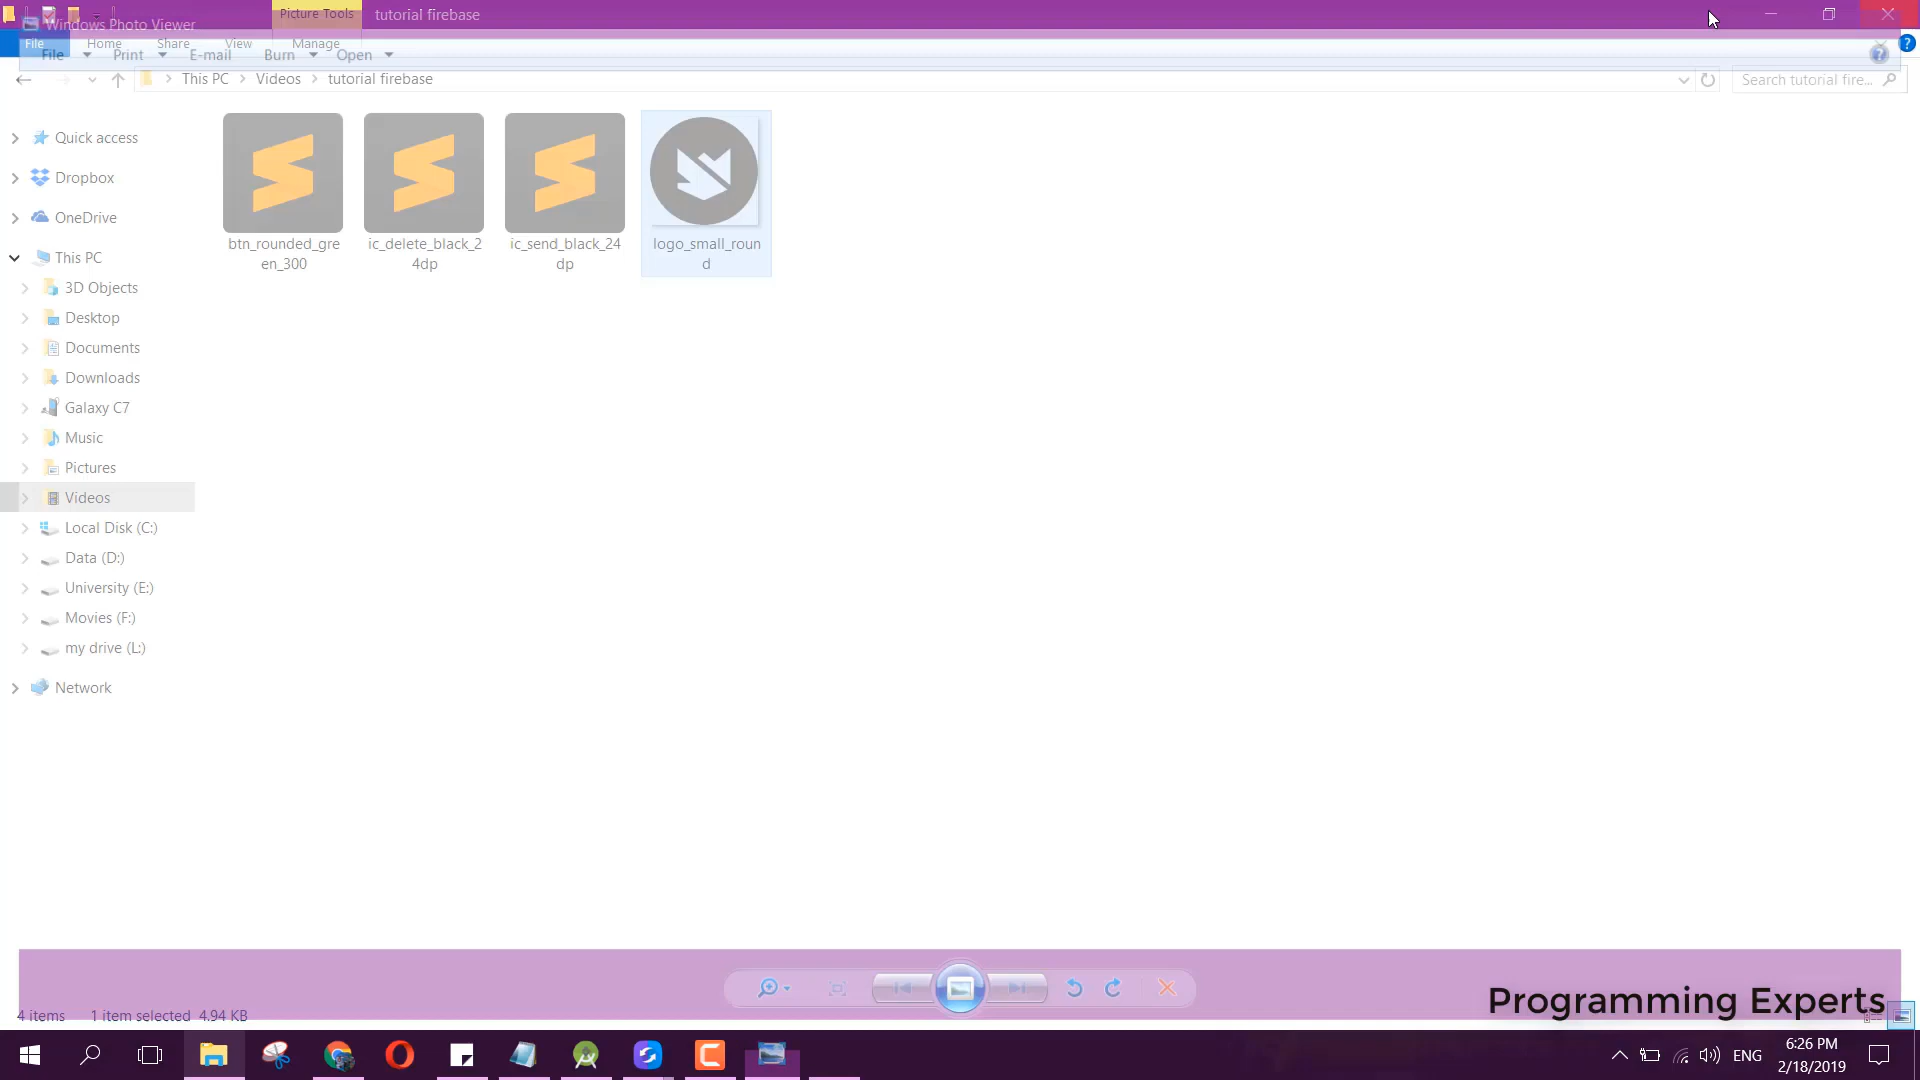 Windows Photo Viewer
Picture Tools
tutorial firebase
File
Home
Share
View
Manage
File
Print
E-mail
Burn
Open
This PC
Videos
tutorial firebase
Search tutorial fire...
Quick access
Dropbox
OneDrive
This PC
3D Objects
Desktop
Documents
Downloads
Galaxy C7
Music
Pictures
Videos
Local Disk (C:)
Data (D:)
University (E:)
Movies (F:)
my drive (L:)
Network
btn_rounded_gre
en_300
ic_delete_black_2
4dp
ic_send_black_24
dp
logo_small_roun
d
Programming Experts
4 items
1 item selected 4.94 KB
ENG
6:26 PM
2/18/2019